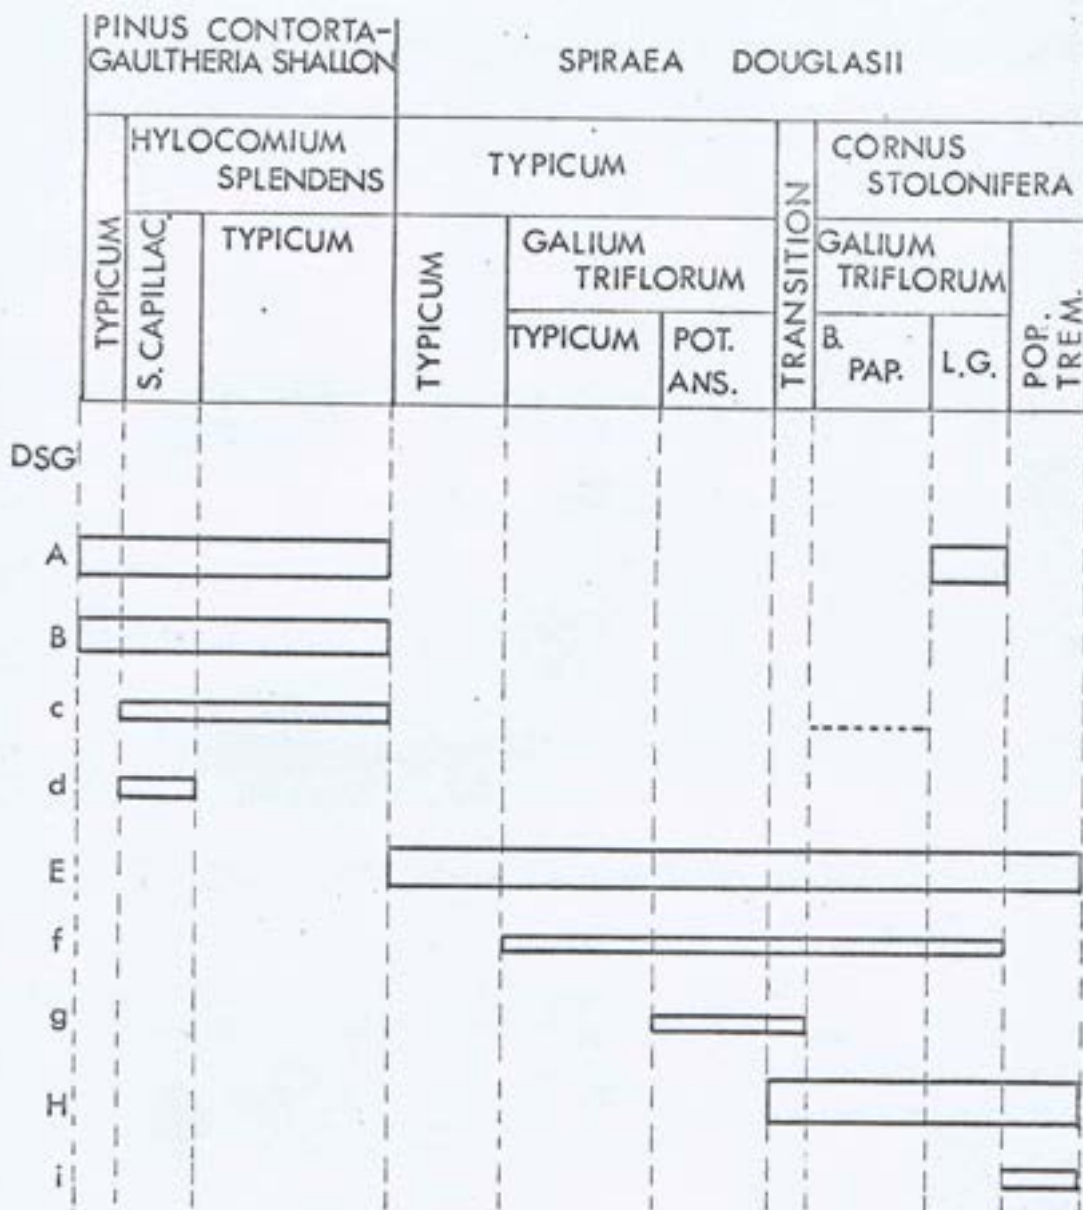 PINUS CONTORTA-
GAULTHERIA SHALLON
SPIRAEA DOUGLASII
TYPICUM
HYLOCOMIUM
SPLENDENS
S. CAPILLAC.
TYPICUM
TYPICUM
TYPICUM
GALIUM
TRIFLORUM
TYPICUM
POT.
ANS.
TRANSITION
CORNUS
STOLONIFERA
GALIUM
TRIFLORUM
B.
PAP.
L.G.
POP.
TREM.
DSG
A
B
c
d
E
f
g
H
i